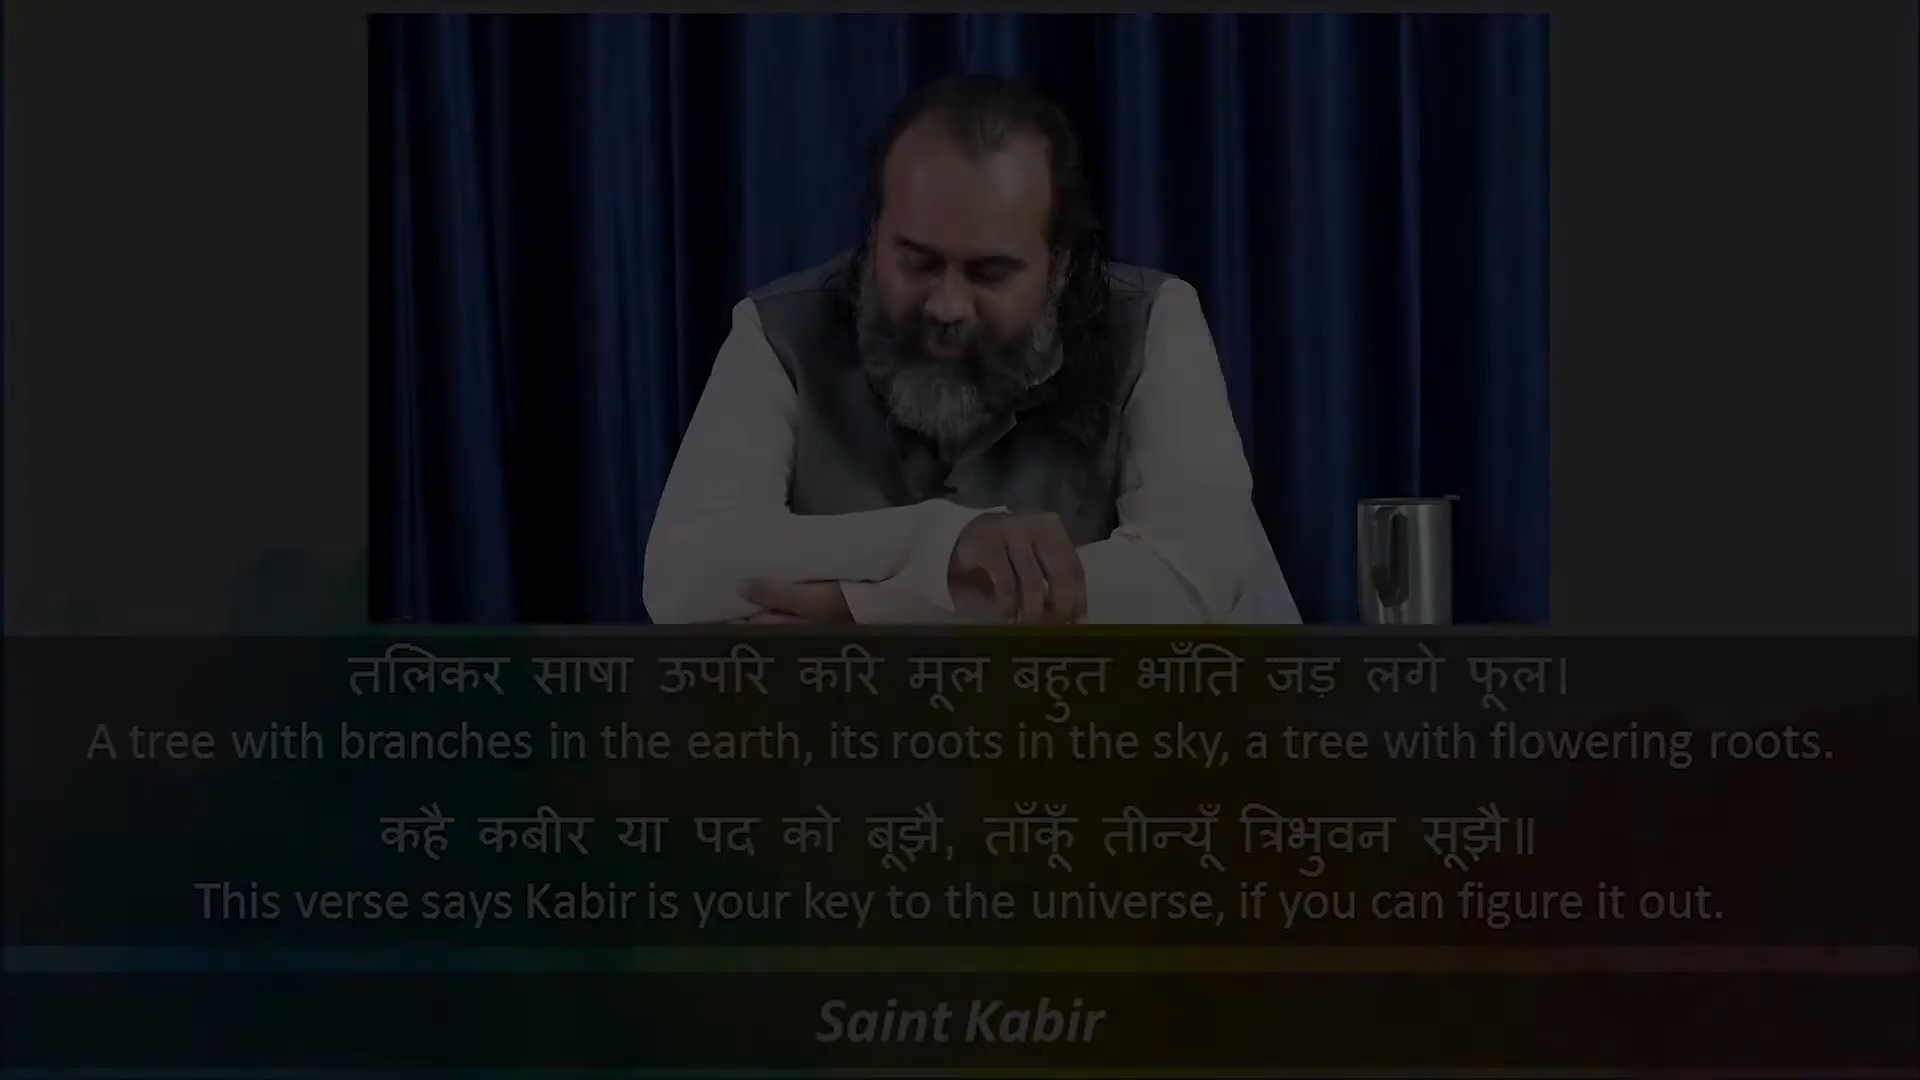 तलिकर साषा ऊपरि करि मूल बहुत भाँति जड़ लगे फूल।
A tree with branches in the earth, its roots in the sky, a tree with flowering roots.
कहै कबीर या पद को बूझै, ताँकूँ तीन्यूँ त्रिभुवन सूझै॥
This verse says Kabir is your key to the universe, if you can figure it out.
Saint Kabir